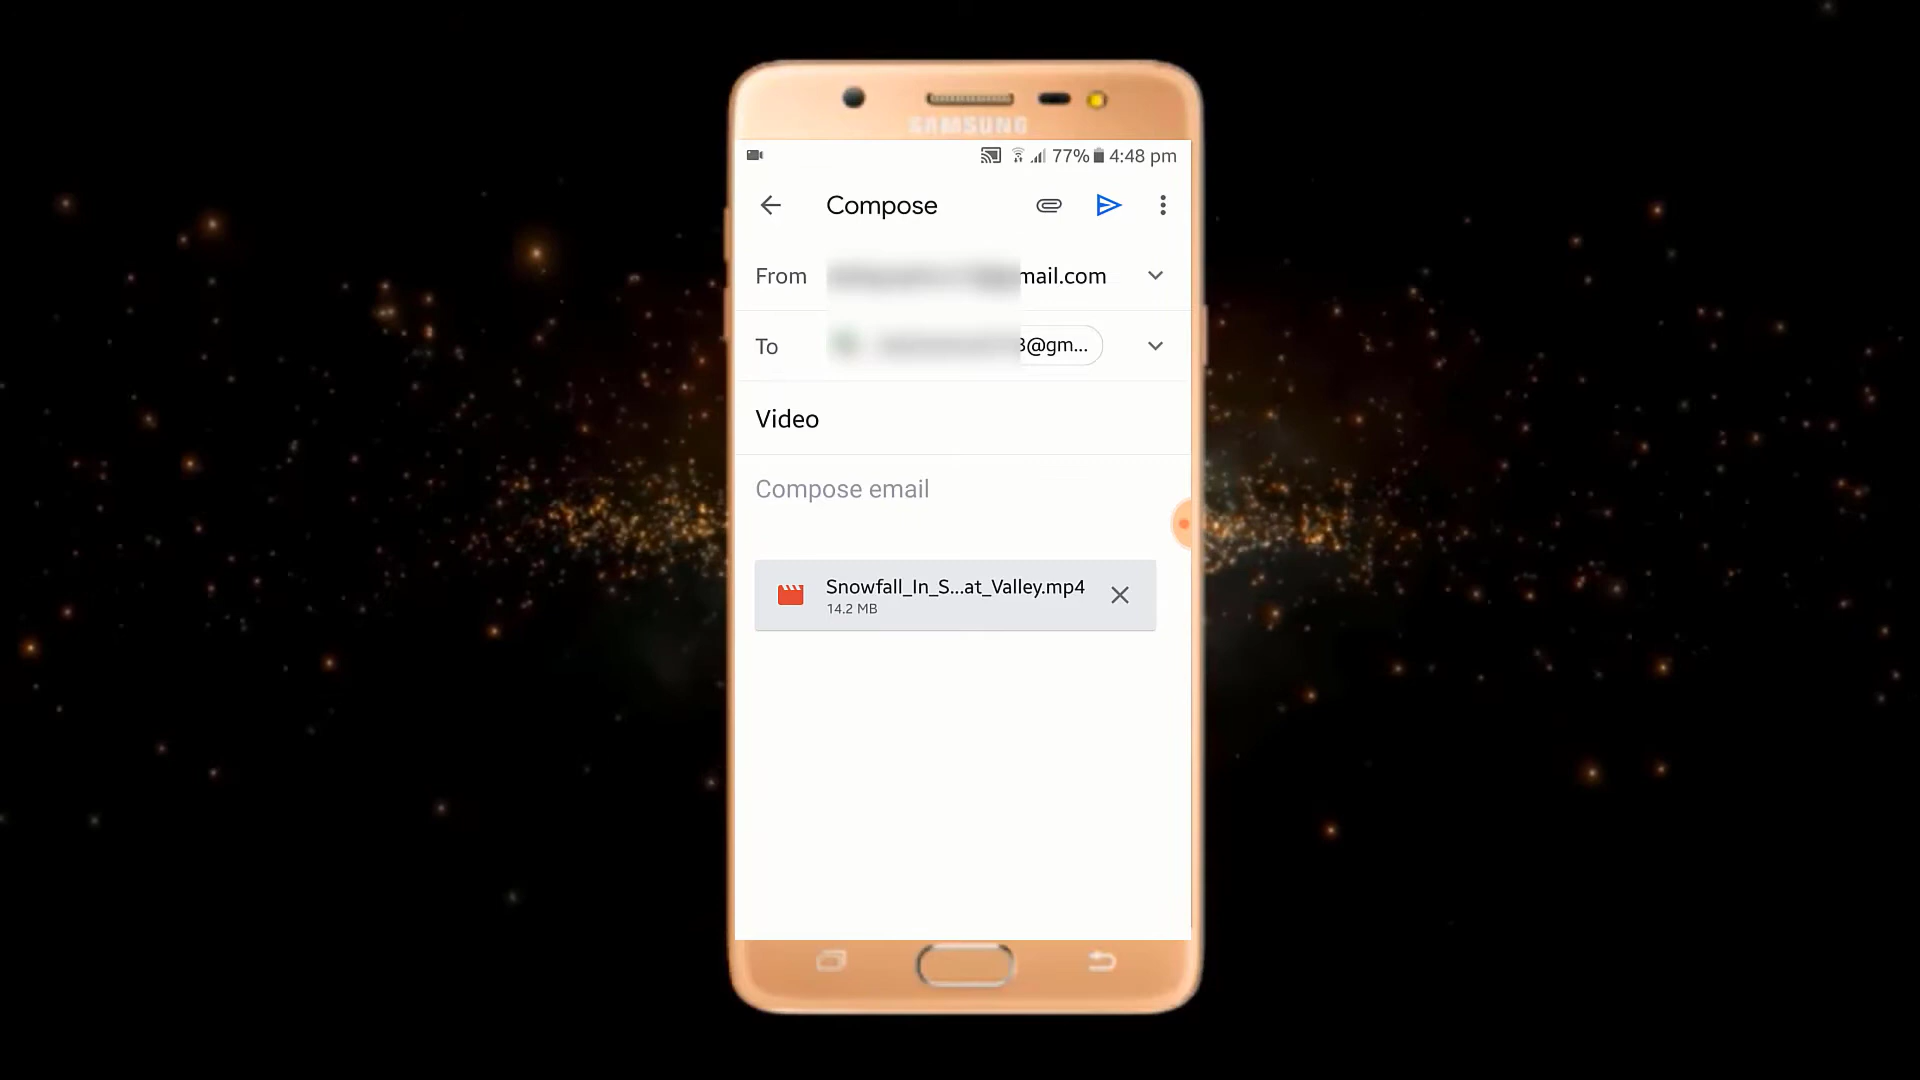 SAMSUNG
77% 4:48 pm
Compose
From mail.com
To 3@gm...
Video
Compose email
Snowfall_In_S...at_Valley.mp4
14.2 MB